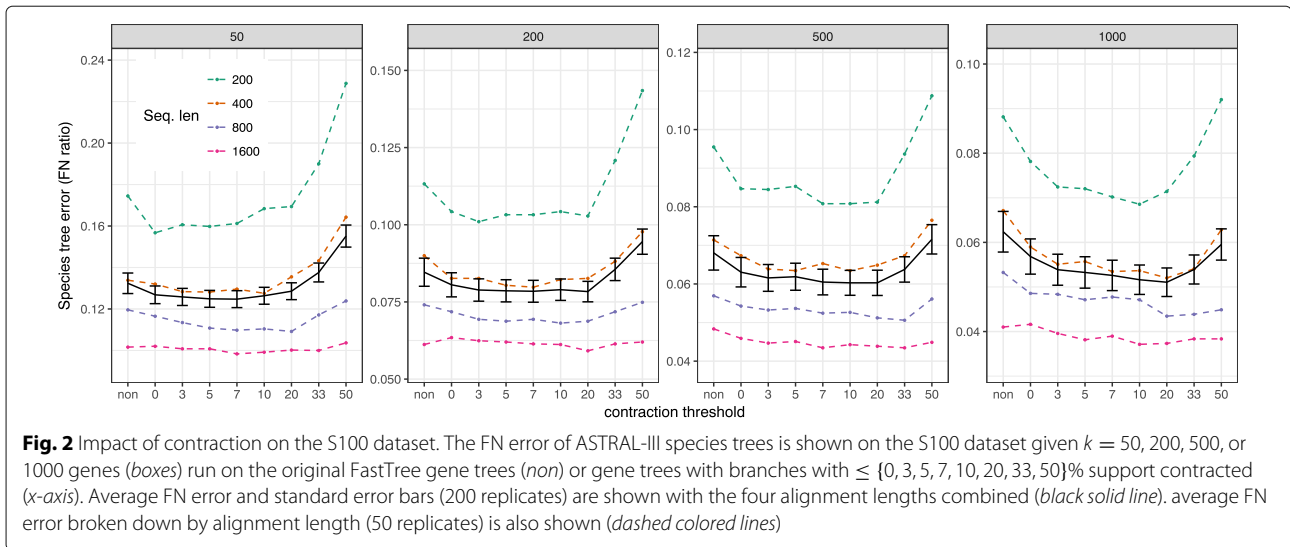 50 200 500 1000
Species tree error (FN ratio)
0.24
0.20
0.16
0.12
Seq. len
200
400
800
1600
0.150
0.125
0.100
0.075
0.050
0.12
0.10
0.08
0.06
0.04
0.10
0.08
0.06
0.04
non 0 3 5 7 10 20 33 50 non 0 3 5 7 10 20 33 50 non 0 3 5 7 10 20 33 50 non 0 3 5 7 10 20 33 50
contraction threshold
Fig. 2 Impact of contraction on the S100 dataset. The FN error of ASTRAL-III species trees is shown on the S100 dataset given k = 50, 200, 500, or
1000 genes (boxes) run on the original FastTree gene trees (non) or gene trees with branches with ≤ {0, 3, 5, 7, 10, 20, 33, 50}% support contracted
(x-axis). Average FN error and standard error bars (200 replicates) are shown with the four alignment lengths combined (black solid line). average FN
error broken down by alignment length (50 replicates) is also shown (dashed colored lines)